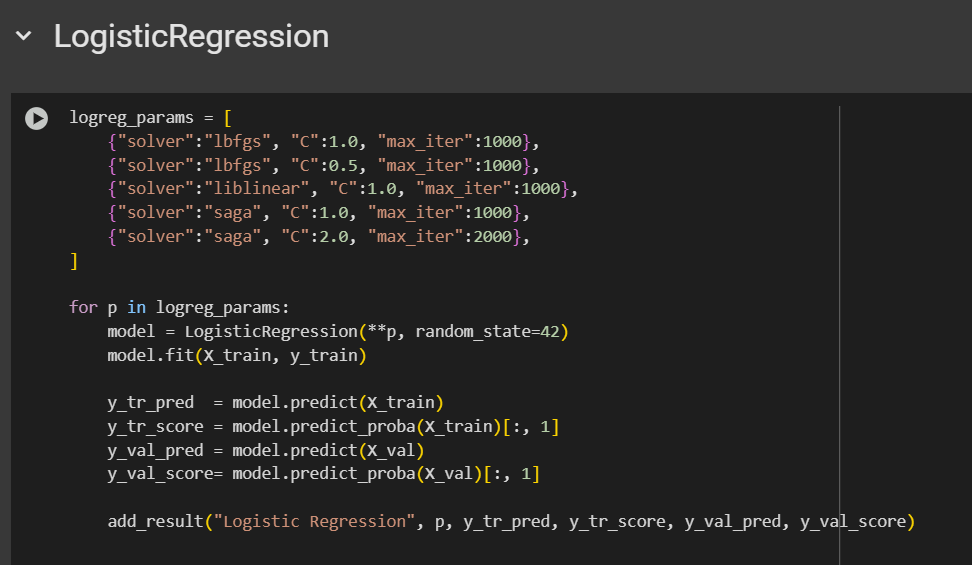 LogisticRegression
logreg_params = [
    {"solver":"lbfgs", "C":1.0, "max_iter":1000},
    {"solver":"lbfgs", "C":0.5, "max_iter":1000},
    {"solver":"liblinear", "C":1.0, "max_iter":1000},
    {"solver":"saga", "C":1.0, "max_iter":1000},
    {"solver":"saga", "C":2.0, "max_iter":2000},
]
for p in logreg_params:
    model = LogisticRegression(**p, random_state=42)
    model.fit(X_train, y_train)
    y_tr_pred  = model.predict(X_train)
    y_tr_score = model.predict_proba(X_train)[:, 1]
    y_val_pred = model.predict(X_val)
    y_val_score= model.predict_proba(X_val)[:, 1]
    add_result("Logistic Regression", p, y_tr_pred, y_tr_score, y_val_pred, y_val_score)